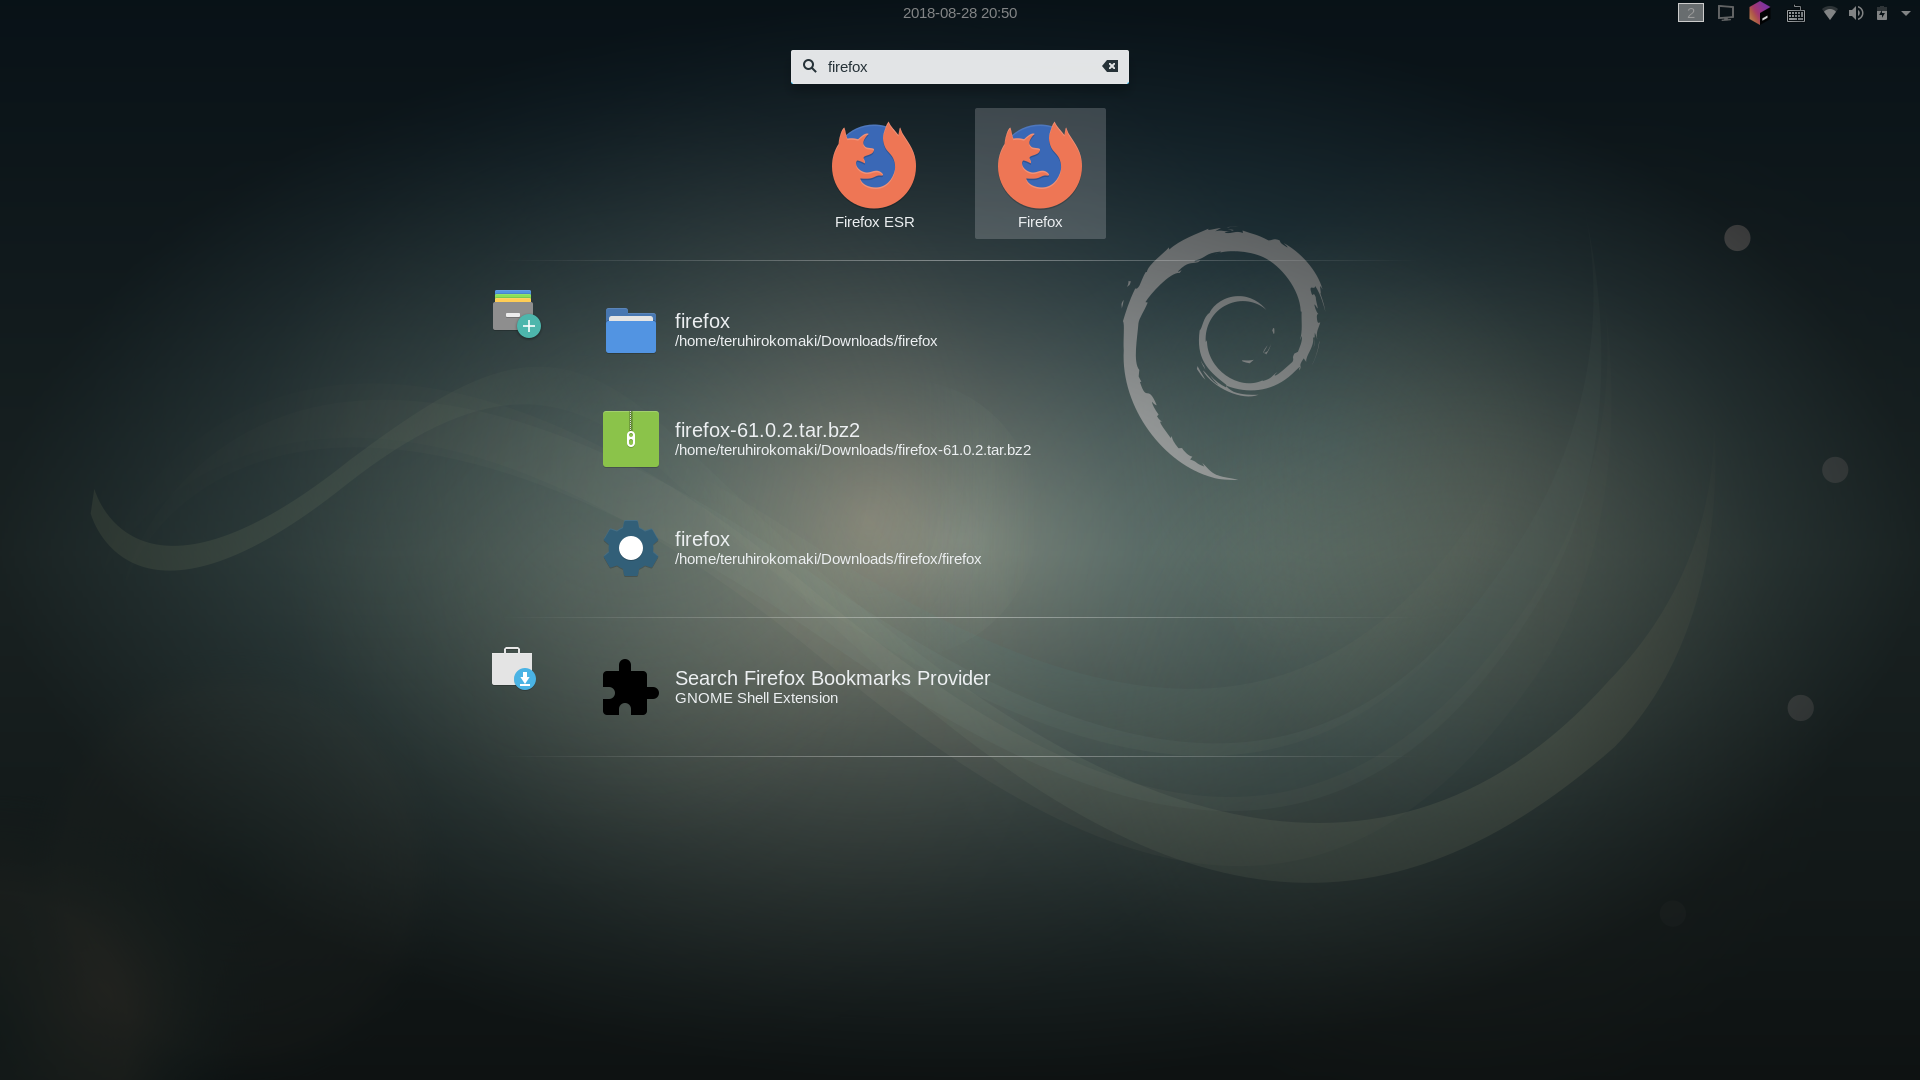 2018-08-28 20:50
2
firefox
Firefox ESR
Firefox
firefox
/home/teruhirokomaki/Downloads/firefox
firefox-61.0.2.tar.bz2
/home/teruhirokomaki/Downloads/firefox-61.0.2.tar.bz2
firefox
/home/teruhirokomaki/Downloads/firefox/firefox
Search Firefox Bookmarks Provider
GNOME Shell Extension